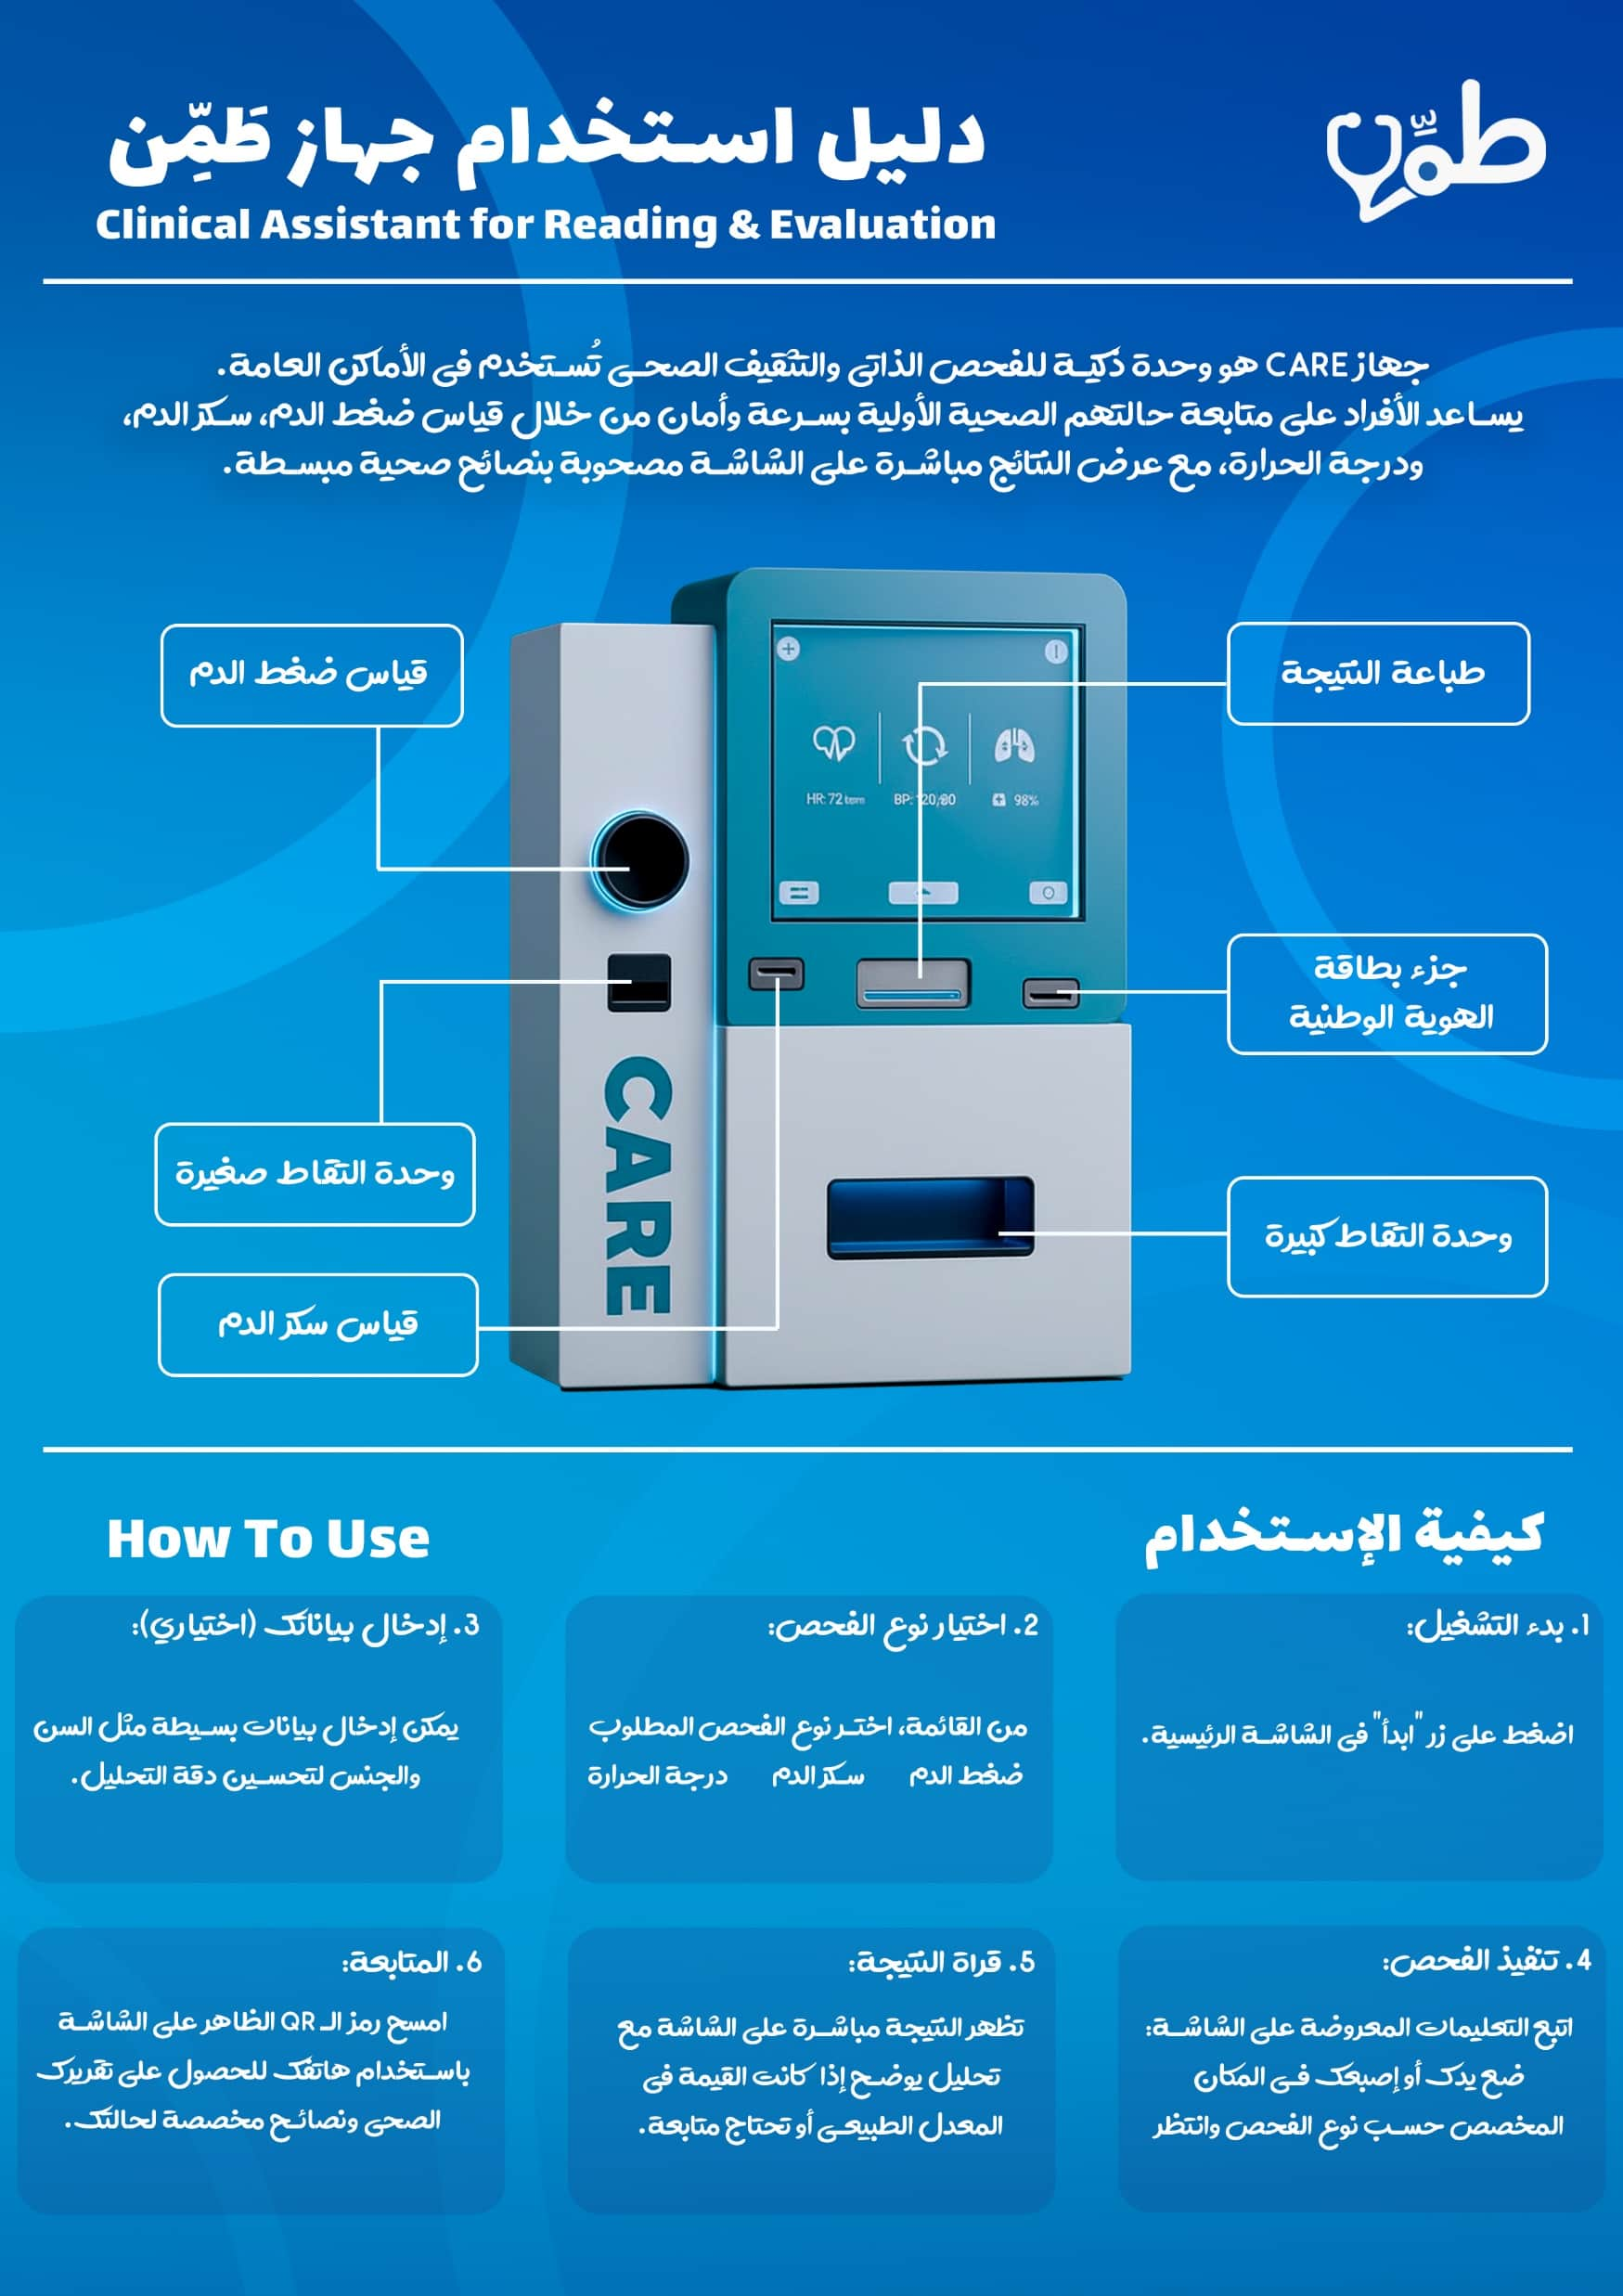 طمّن
دليل استخدام جهاز طَمِّن
Clinical Assistant for Reading & Evaluation
جهاز CARE هو وحدة ذكية للفحص الذاتي والتثقيف الصحي تُستخدم في الأماكن العامة.
يساعد الأفراد على متابعة حالتهم الصحية الأولية بسرعة وأمان من خلال قياس ضغط الدم، سكر الدم،
ودرجة الحرارة، مع عرض النتائج مباشرة على الشاشة مصحوبة بنصائح صحية مبسطة.
طباعة النتيجة
قياس ضغط الدم
HR: 72 bpm
BP: 120/80
98%
جزء بطاقة
الهوية الوطنية
CARE
وحدة التقاط صغيرة
وحدة التقاط كبيرة
قياس سكر الدم
كيفية الإستخدام
How To Use
1. بدء التشغيل:
اضغط على زر "ابدأ" في الشاشة الرئيسية.
2. اختيار نوع الفحص:
من القائمة، اختر نوع الفحص المطلوب
ضغط الدم سكر الدم درجة الحرارة
3. إدخال بياناتك (اختياري):
يمكن إدخال بيانات بسيطة مثل السن
والجنس لتحسين دقة التحليل.
4. تنفيذ الفحص:
اتبع التعليمات المعروضة على الشاشة:
ضع يدك أو إصبعك في المكان
المخصص حسب نوع الفحص وانتظر
5. قراة النتيجة:
تظهر النتيجة مباشرة على الشاشة مع
تحليل يوضح إذا كانت القيمة في
المعدل الطبيعي أو تحتاج متابعة.
6. المتابعة:
امسح رمز الـ QR الظاهر على الشاشة
باستخدام هاتفك للحصول على تقريرك
الصحي ونصائح مخصصة لحالتك.